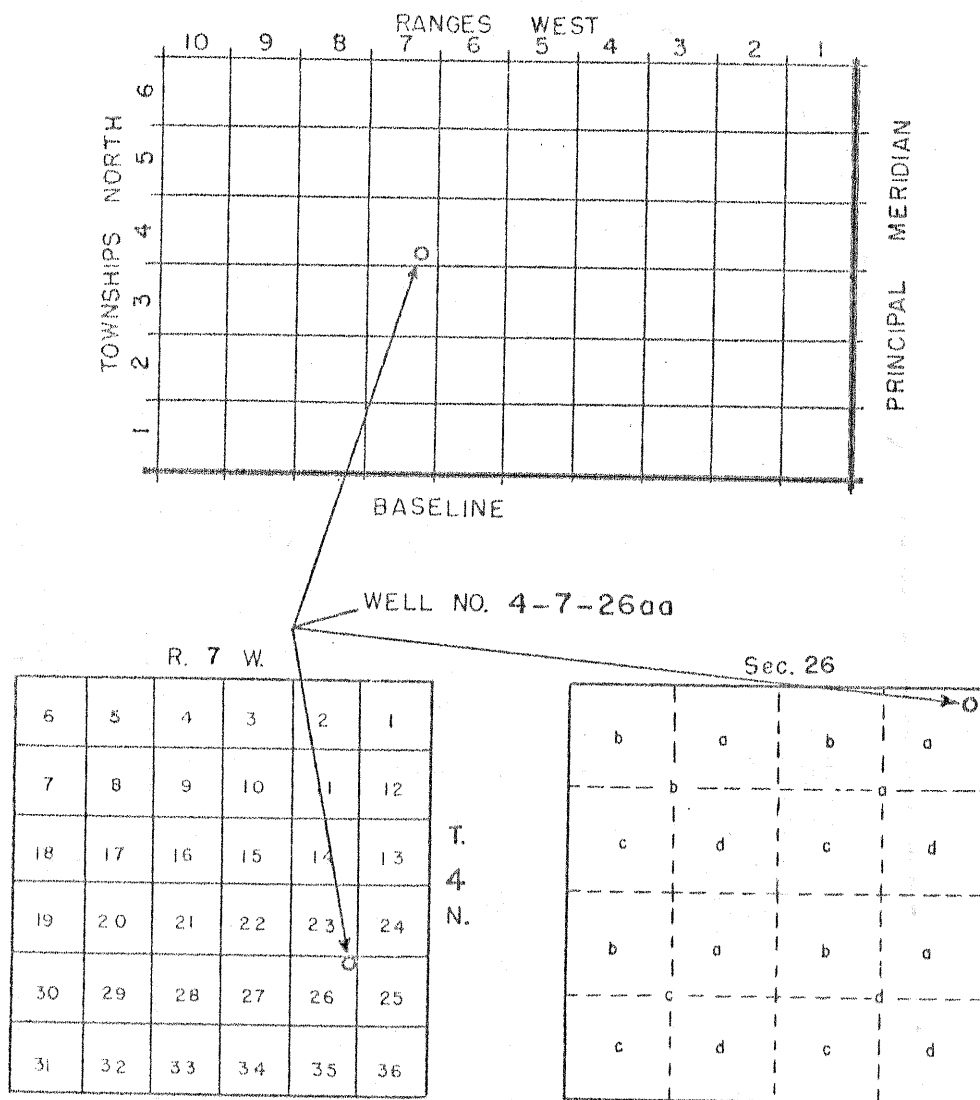 RANGES WEST
10 9 8 7 6 5 4 3 2 1
TOWNSHIPS NORTH
6
5
4
3
2
1
PRINCIPAL MERIDIAN
BASELINE
WELL NO. 4-7-26aa
R. 7 W.
6 5 4 3 2 1
7 8 9 10 11 12
18 17 16 15 14 13
19 20 21 22 23 24
30 29 28 27 26 25
31 32 33 34 35 36
T.
4
N.
Sec. 26
b a b a
b a
c d c d
b a b a
c d
c d c d